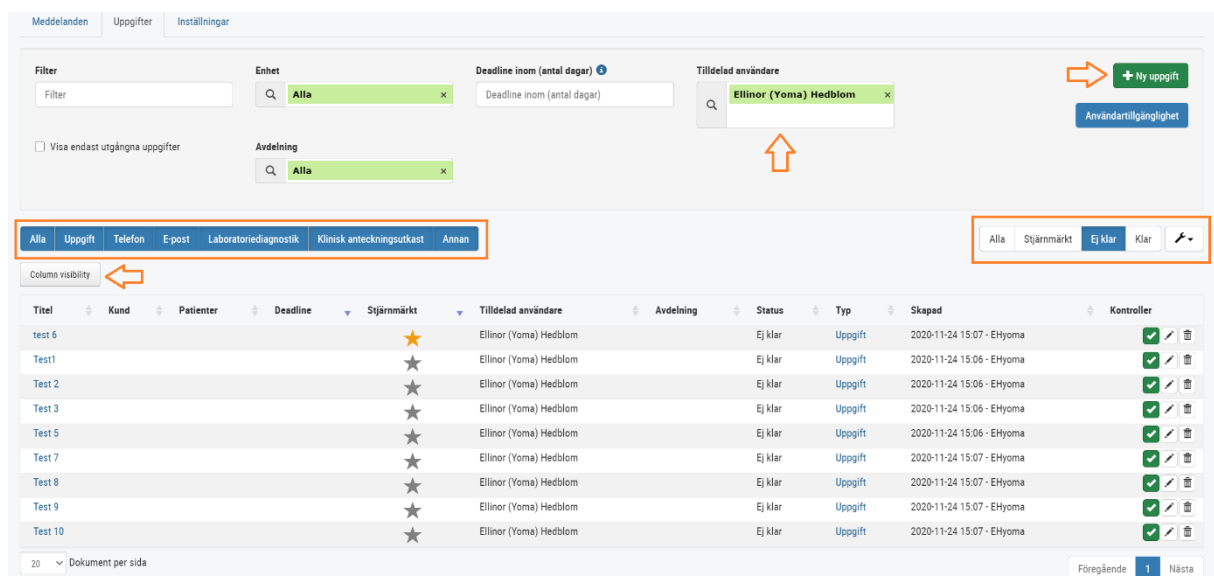 Meddelanden Uppgifter Inställningar
Filter Enhet Deadline inom (antal dagar) Tilldelad användare
Filter Alla × Deadline inom (antal dagar) Ellinor (Yoma) Hedblom ×
+ Ny uppgift
Användartillgänglighet
Visa endast utgångna uppgifter Avdelning
Alla ×
Alla Uppgift Telefon E-post Laboratoriediagnostik Klinisk anteckningsutkast Annan Alla Stjärnmärkt Ej klar Klar
Column visibility
Titel Kund Patienter Deadline Stjärnmärkt Tilldelad användare Avdelning Status Typ Skapad Kontroller
test 6 Ellinor (Yoma) Hedblom Ej klar Uppgift 2020-11-24 15:07 - EHyoma
Test1 Ellinor (Yoma) Hedblom Ej klar Uppgift 2020-11-24 15:06 - EHyoma
Test 2 Ellinor (Yoma) Hedblom Ej klar Uppgift 2020-11-24 15:06 - EHyoma
Test 3 Ellinor (Yoma) Hedblom Ej klar Uppgift 2020-11-24 15:06 - EHyoma
Test 5 Ellinor (Yoma) Hedblom Ej klar Uppgift 2020-11-24 15:06 - EHyoma
Test 7 Ellinor (Yoma) Hedblom Ej klar Uppgift 2020-11-24 15:07 - EHyoma
Test 8 Ellinor (Yoma) Hedblom Ej klar Uppgift 2020-11-24 15:07 - EHyoma
Test 9 Ellinor (Yoma) Hedblom Ej klar Uppgift 2020-11-24 15:07 - EHyoma
Test 10 Ellinor (Yoma) Hedblom Ej klar Uppgift 2020-11-24 15:07 - EHyoma
20 Dokument per sida Föregående 1 Nästa